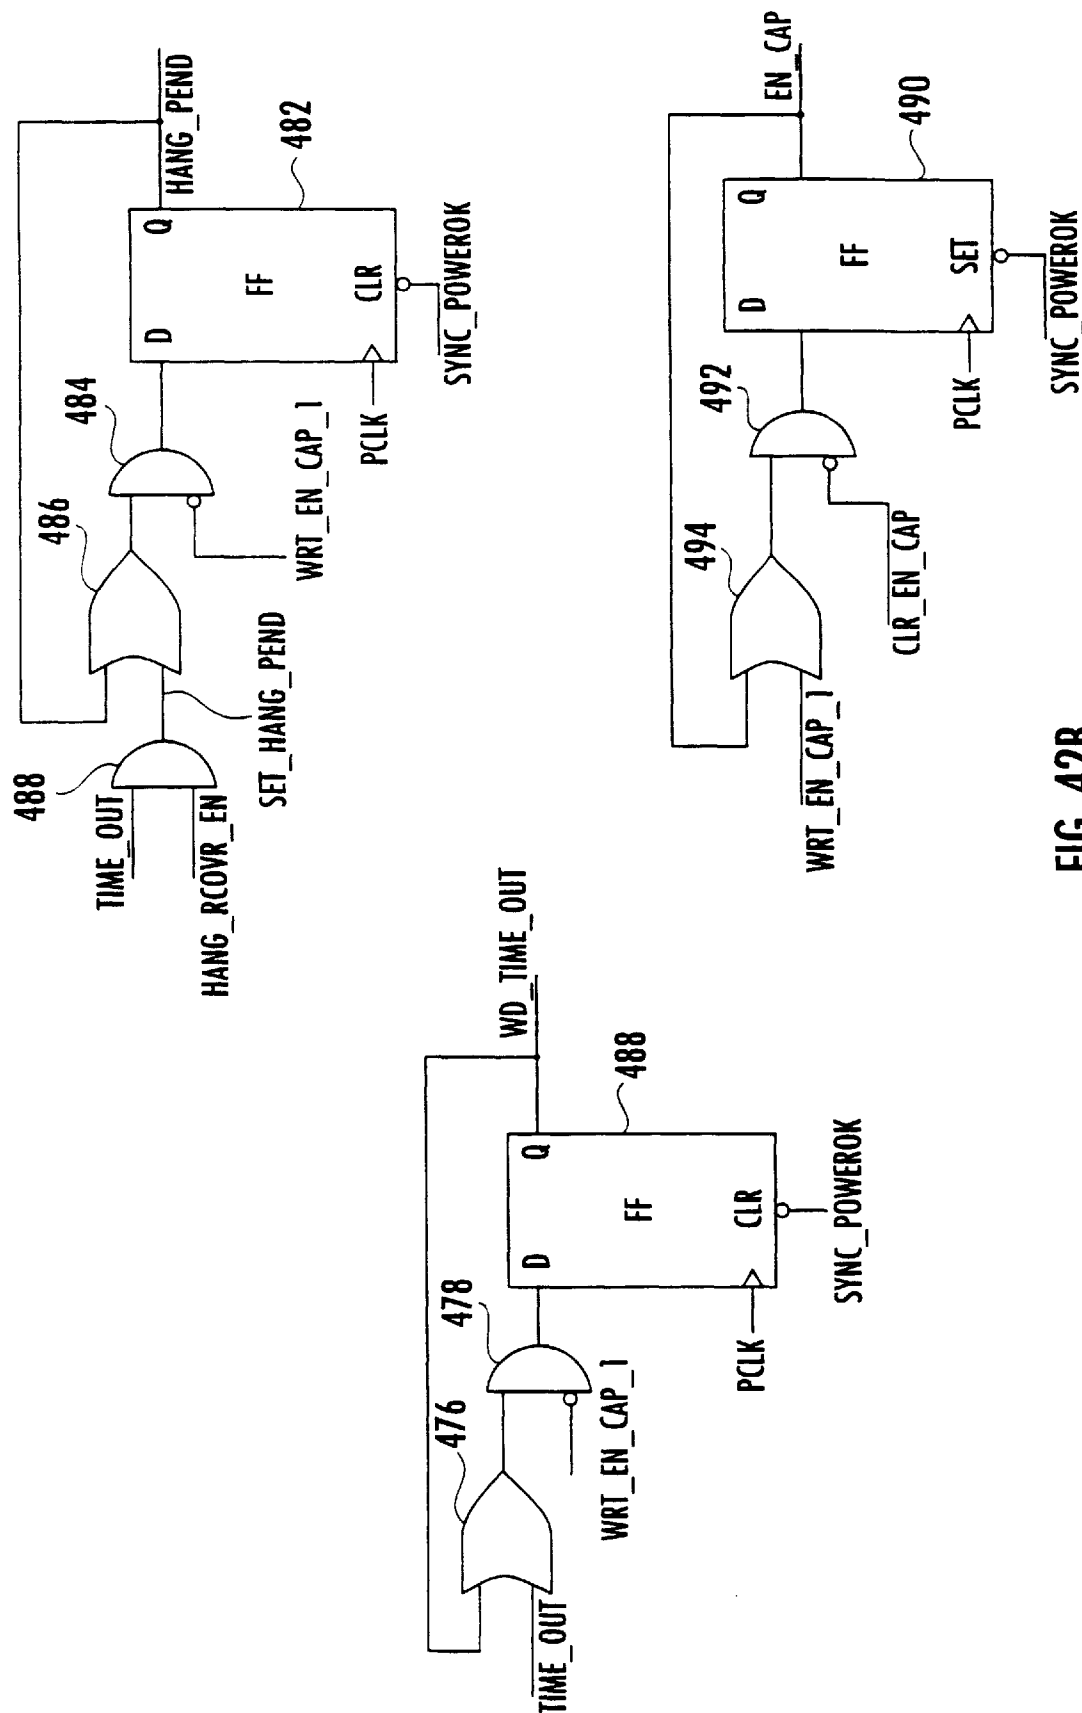 488
TIME_OUT
HANG_RCOVR_EN
SET_HANG_PEND
486
484
WRT_EN_CAP_1
D
Q
FF
CLR
PCLK
SYNC_POWEROK
482
HANG_PEND
TIME_OUT
476
478
WRT_EN_CAP_1
D
Q
FF
CLR
PCLK
SYNC_POWEROK
488
WD_TIME_OUT
WRT_EN_CAP_1
494
492
CLR_EN_CAP
D
Q
FF
SET
PCLK
SYNC_POWEROK
490
EN_CAP
FIG. 42B